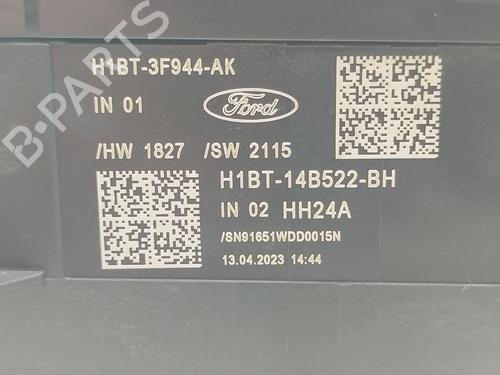 H1BT-3F944-AK
IN 01
Ford
/HW 1827 /SW 2115
H1BT-14B522-BH
IN 02 HH24A
/SN91651WDD0015N
13.04.2023 14:44
B-PARTS